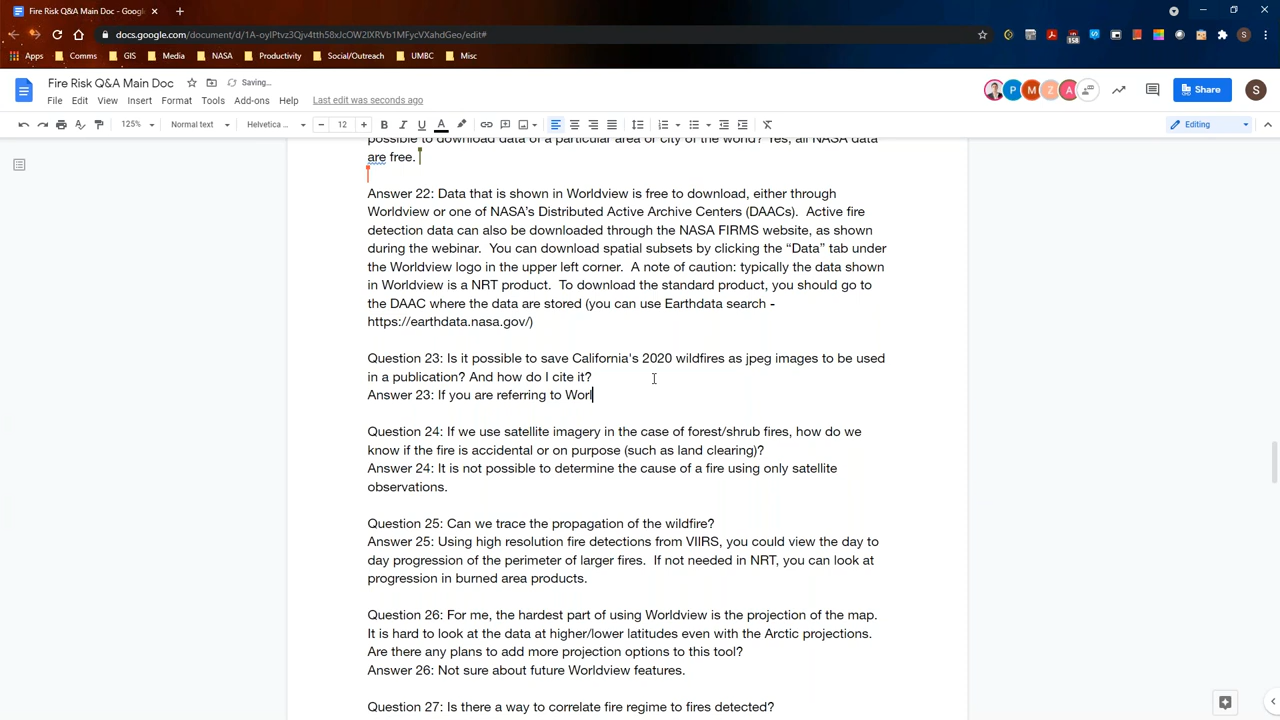 Fire Risk Q&A Main Doc - Googl
docs.google.com/document/d/1A-oylPtvz3Qjv4tth58xJcOW2IXRVb1MFycVXahdGeo/edit#
158
S
Apps Comms GIS Media NASA Productivity Social/Outreach UMBC Misc
Fire Risk Q&A Main Doc
Saving...
File Edit View Insert Format Tools Add-ons Help Last edit was seconds ago
P M Z A
Share
S
125% Normal text Helvetica ... 12 B I U A
Editing
possible to download data of a particular area or city of the world? Yes, all NASA data
are free.
Answer 22: Data that is shown in Worldview is free to download, either through
Worldview or one of NASA's Distributed Active Archive Centers (DAACs). Active fire
detection data can also be downloaded through the NASA FIRMS website, as shown
during the webinar. You can download spatial subsets by clicking the “Data” tab under
the Worldview logo in the upper left corner. A note of caution: typically the data shown
in Worldview is a NRT product. To download the standard product, you should go to
the DAAC where the data are stored (you can use Earthdata search -
https://earthdata.nasa.gov/)
Question 23: Is it possible to save California's 2020 wildfires as jpeg images to be used
in a publication? And how do I cite it?
Answer 23: If you are referring to Worl
Question 24: If we use satellite imagery in the case of forest/shrub fires, how do we
know if the fire is accidental or on purpose (such as land clearing)?
Answer 24: It is not possible to determine the cause of a fire using only satellite
observations.
Question 25: Can we trace the propagation of the wildfire?
Answer 25: Using high resolution fire detections from VIIRS, you could view the day to
day progression of the perimeter of larger fires. If not needed in NRT, you can look at
progression in burned area products.
Question 26: For me, the hardest part of using Worldview is the projection of the map.
It is hard to look at the data at higher/lower latitudes even with the Arctic projections.
Are there any plans to add more projection options to this tool?
Answer 26: Not sure about future Worldview features.
Question 27: Is there a way to correlate fire regime to fires detected?